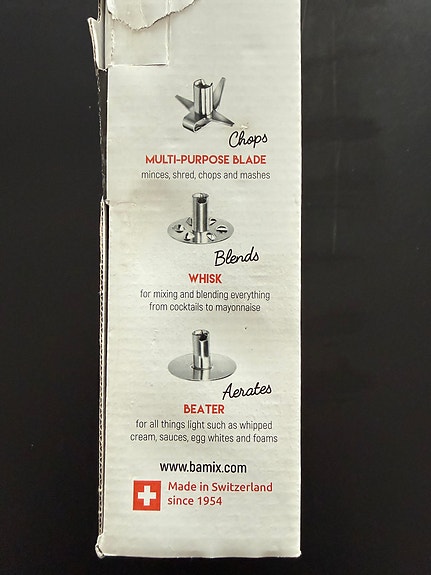 Chops
MULTI-PURPOSE BLADE
minces, shred, chops and mashes
Blends
WHISK
for mixing and blending everything
from cocktails to mayonnaise
Aerates
BEATER
for all things light such as whipped
cream, sauces, egg whites and foams
www.bamix.com
Made in Switzerland
since 1954